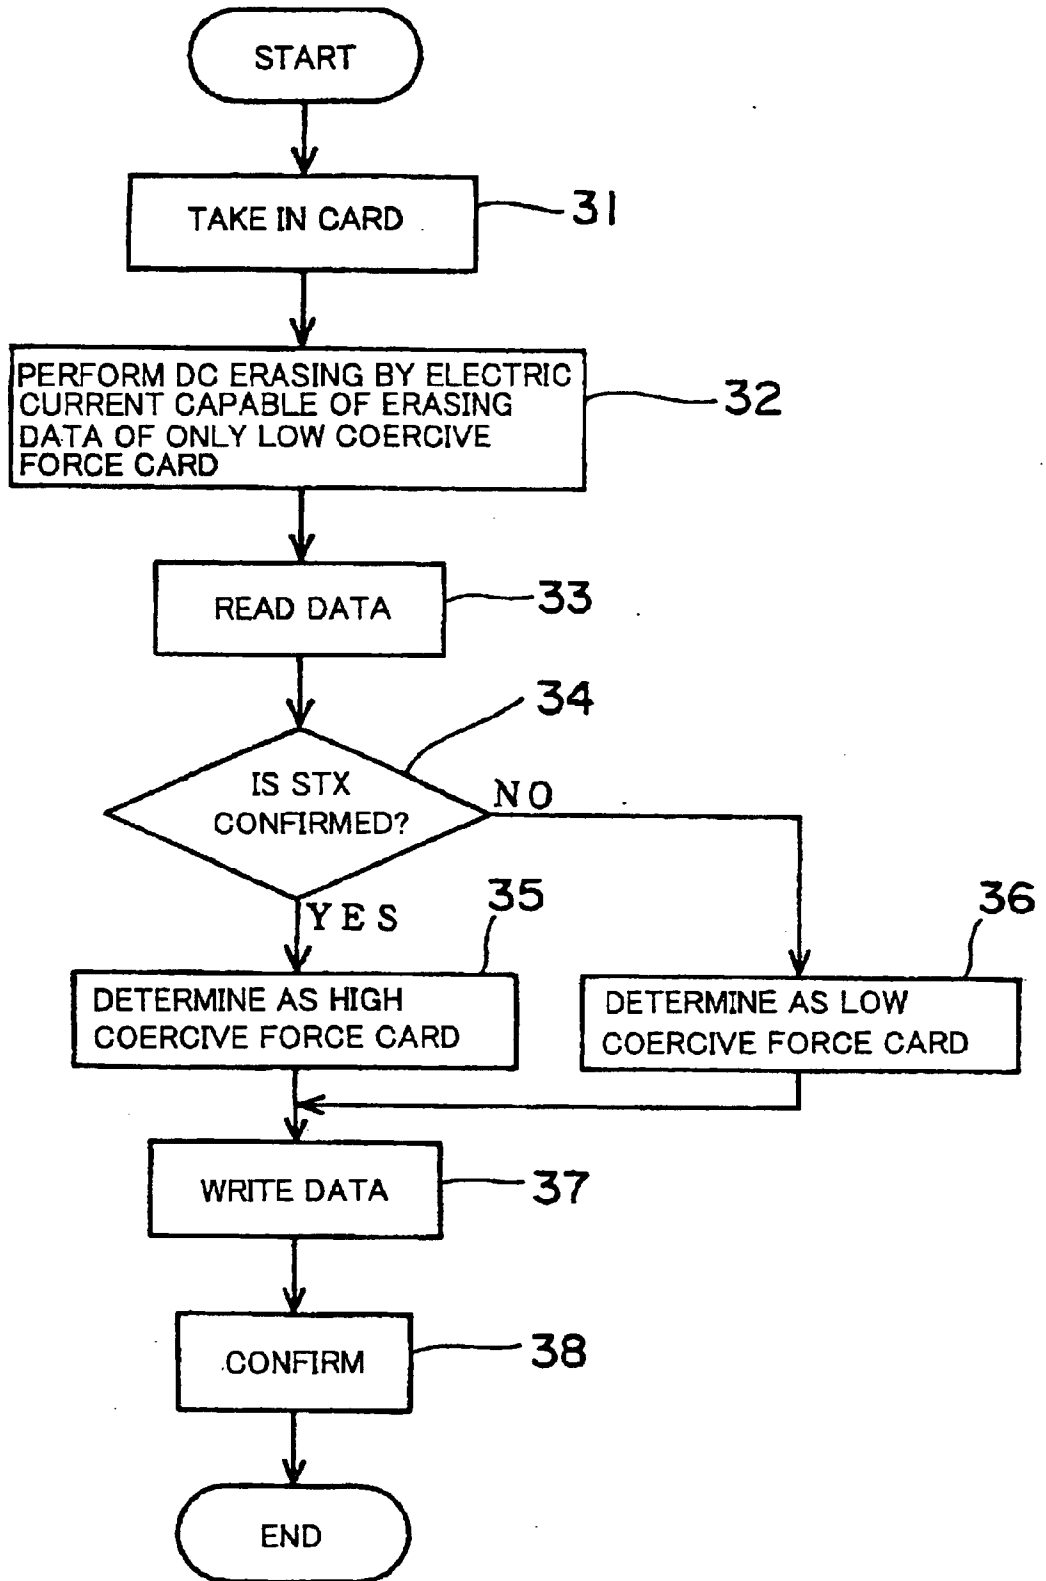 START
TAKE IN CARD
31
PERFORM DC ERASING BY ELECTRIC
CURRENT CAPABLE OF ERASING
DATA OF ONLY LOW COERCIVE
FORCE CARD
32
READ DATA
33
34
IS STX
CONFIRMED?
NO
YES
35
36
DETERMINE AS HIGH
COERCIVE FORCE CARD
DETERMINE AS LOW
COERCIVE FORCE CARD
WRITE DATA
37
CONFIRM
38
END